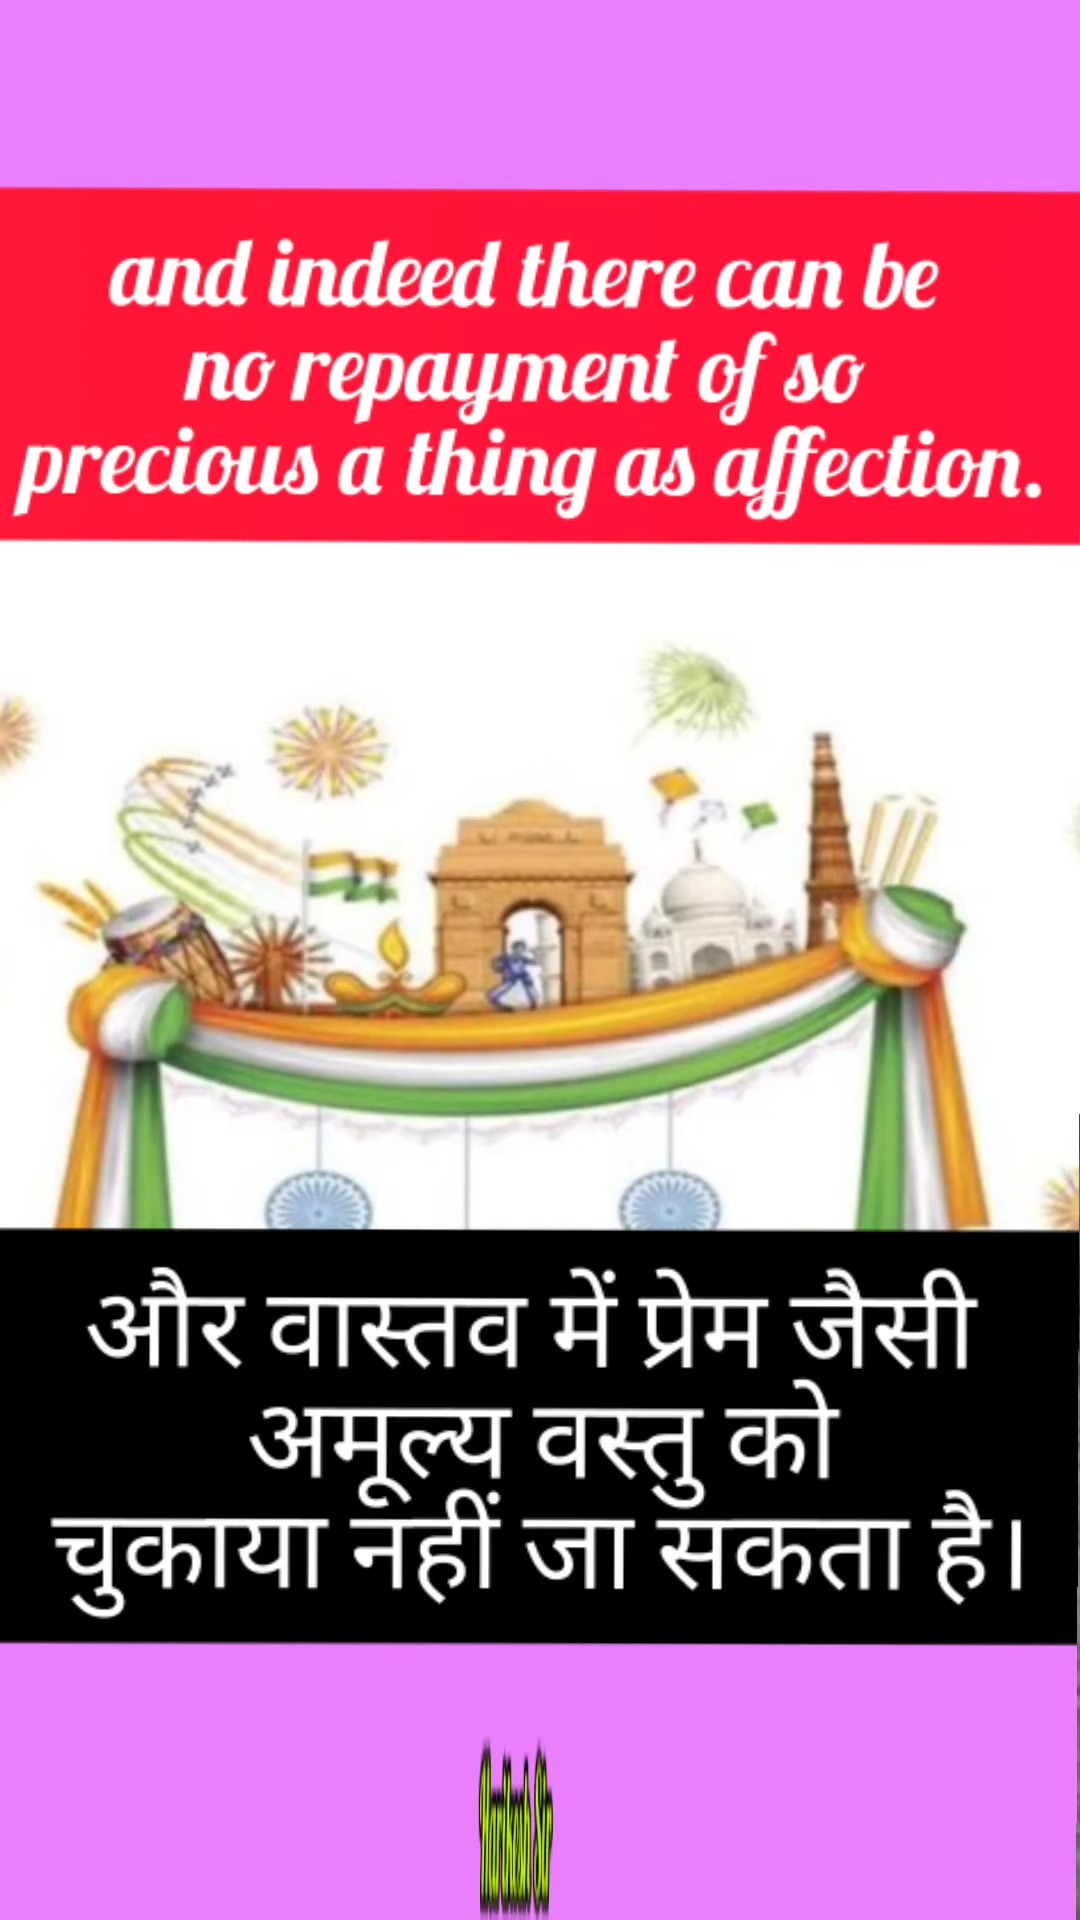 and indeed there can be
no repayment of so
precious a thing as affection.
और वास्तव में प्रेम जैसी
अमूल्य वस्तु को
चुकाया नहीं जा सकता है।
Sir